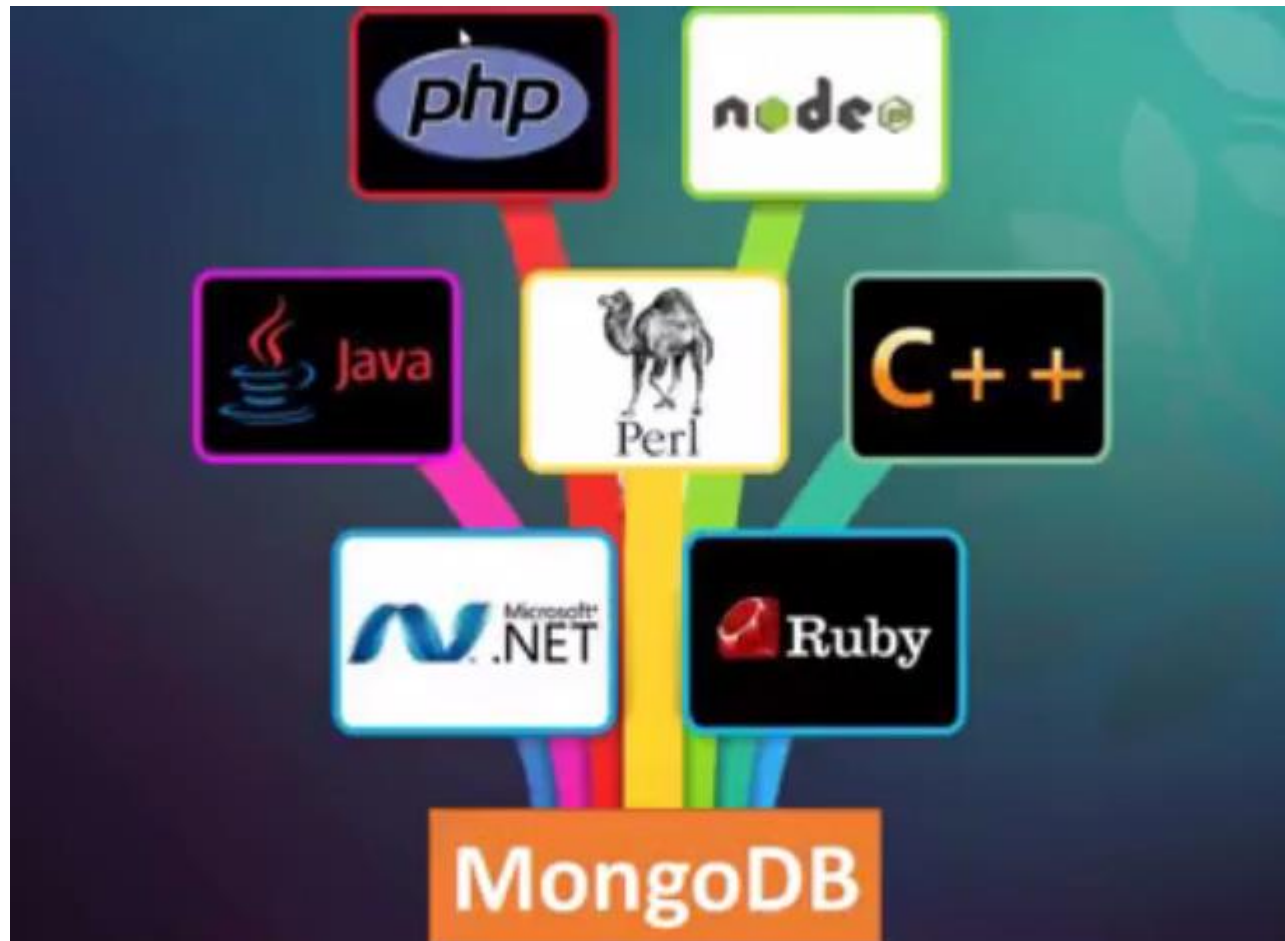 php
node
Java
Perl
C++
Microsoft
.NET
Ruby
MongoDB